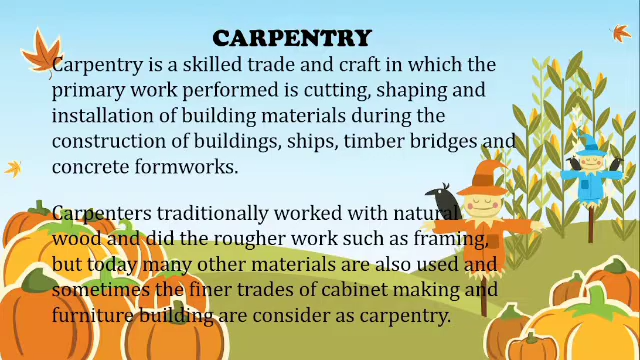 CARPENTRY
Carpentry is a skilled trade and craft in which the
primary work performed is cutting, shaping and
installation of building materials during the
construction of buildings, ships, timber bridges and
concrete formworks.
Carpenters traditionally worked with natural
wood and did the rougher work such as framing,
but today many other materials are also used and
sometimes the finer trades of cabinet making and
furniture building are consider as carpentry.